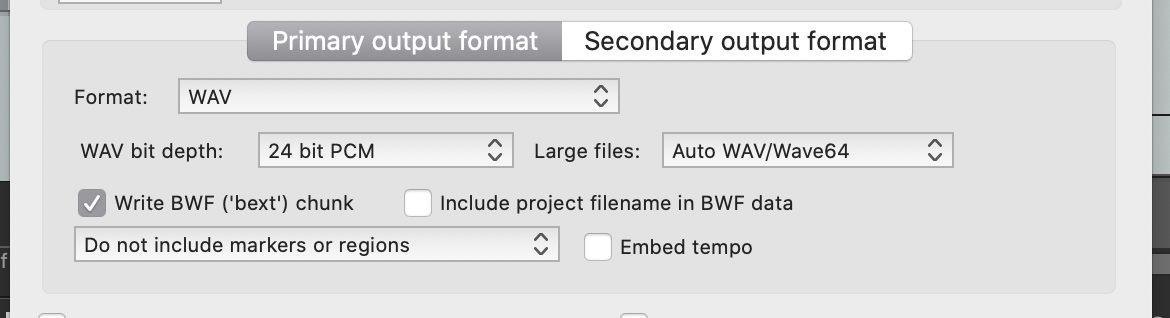 Primary output format Secondary output format
Format: WAV
WAV bit depth: 24 bit PCM Large files: Auto WAV/Wave64
Write BWF ('bext') chunk Include project filename in BWF data
Do not include markers or regions Embed tempo